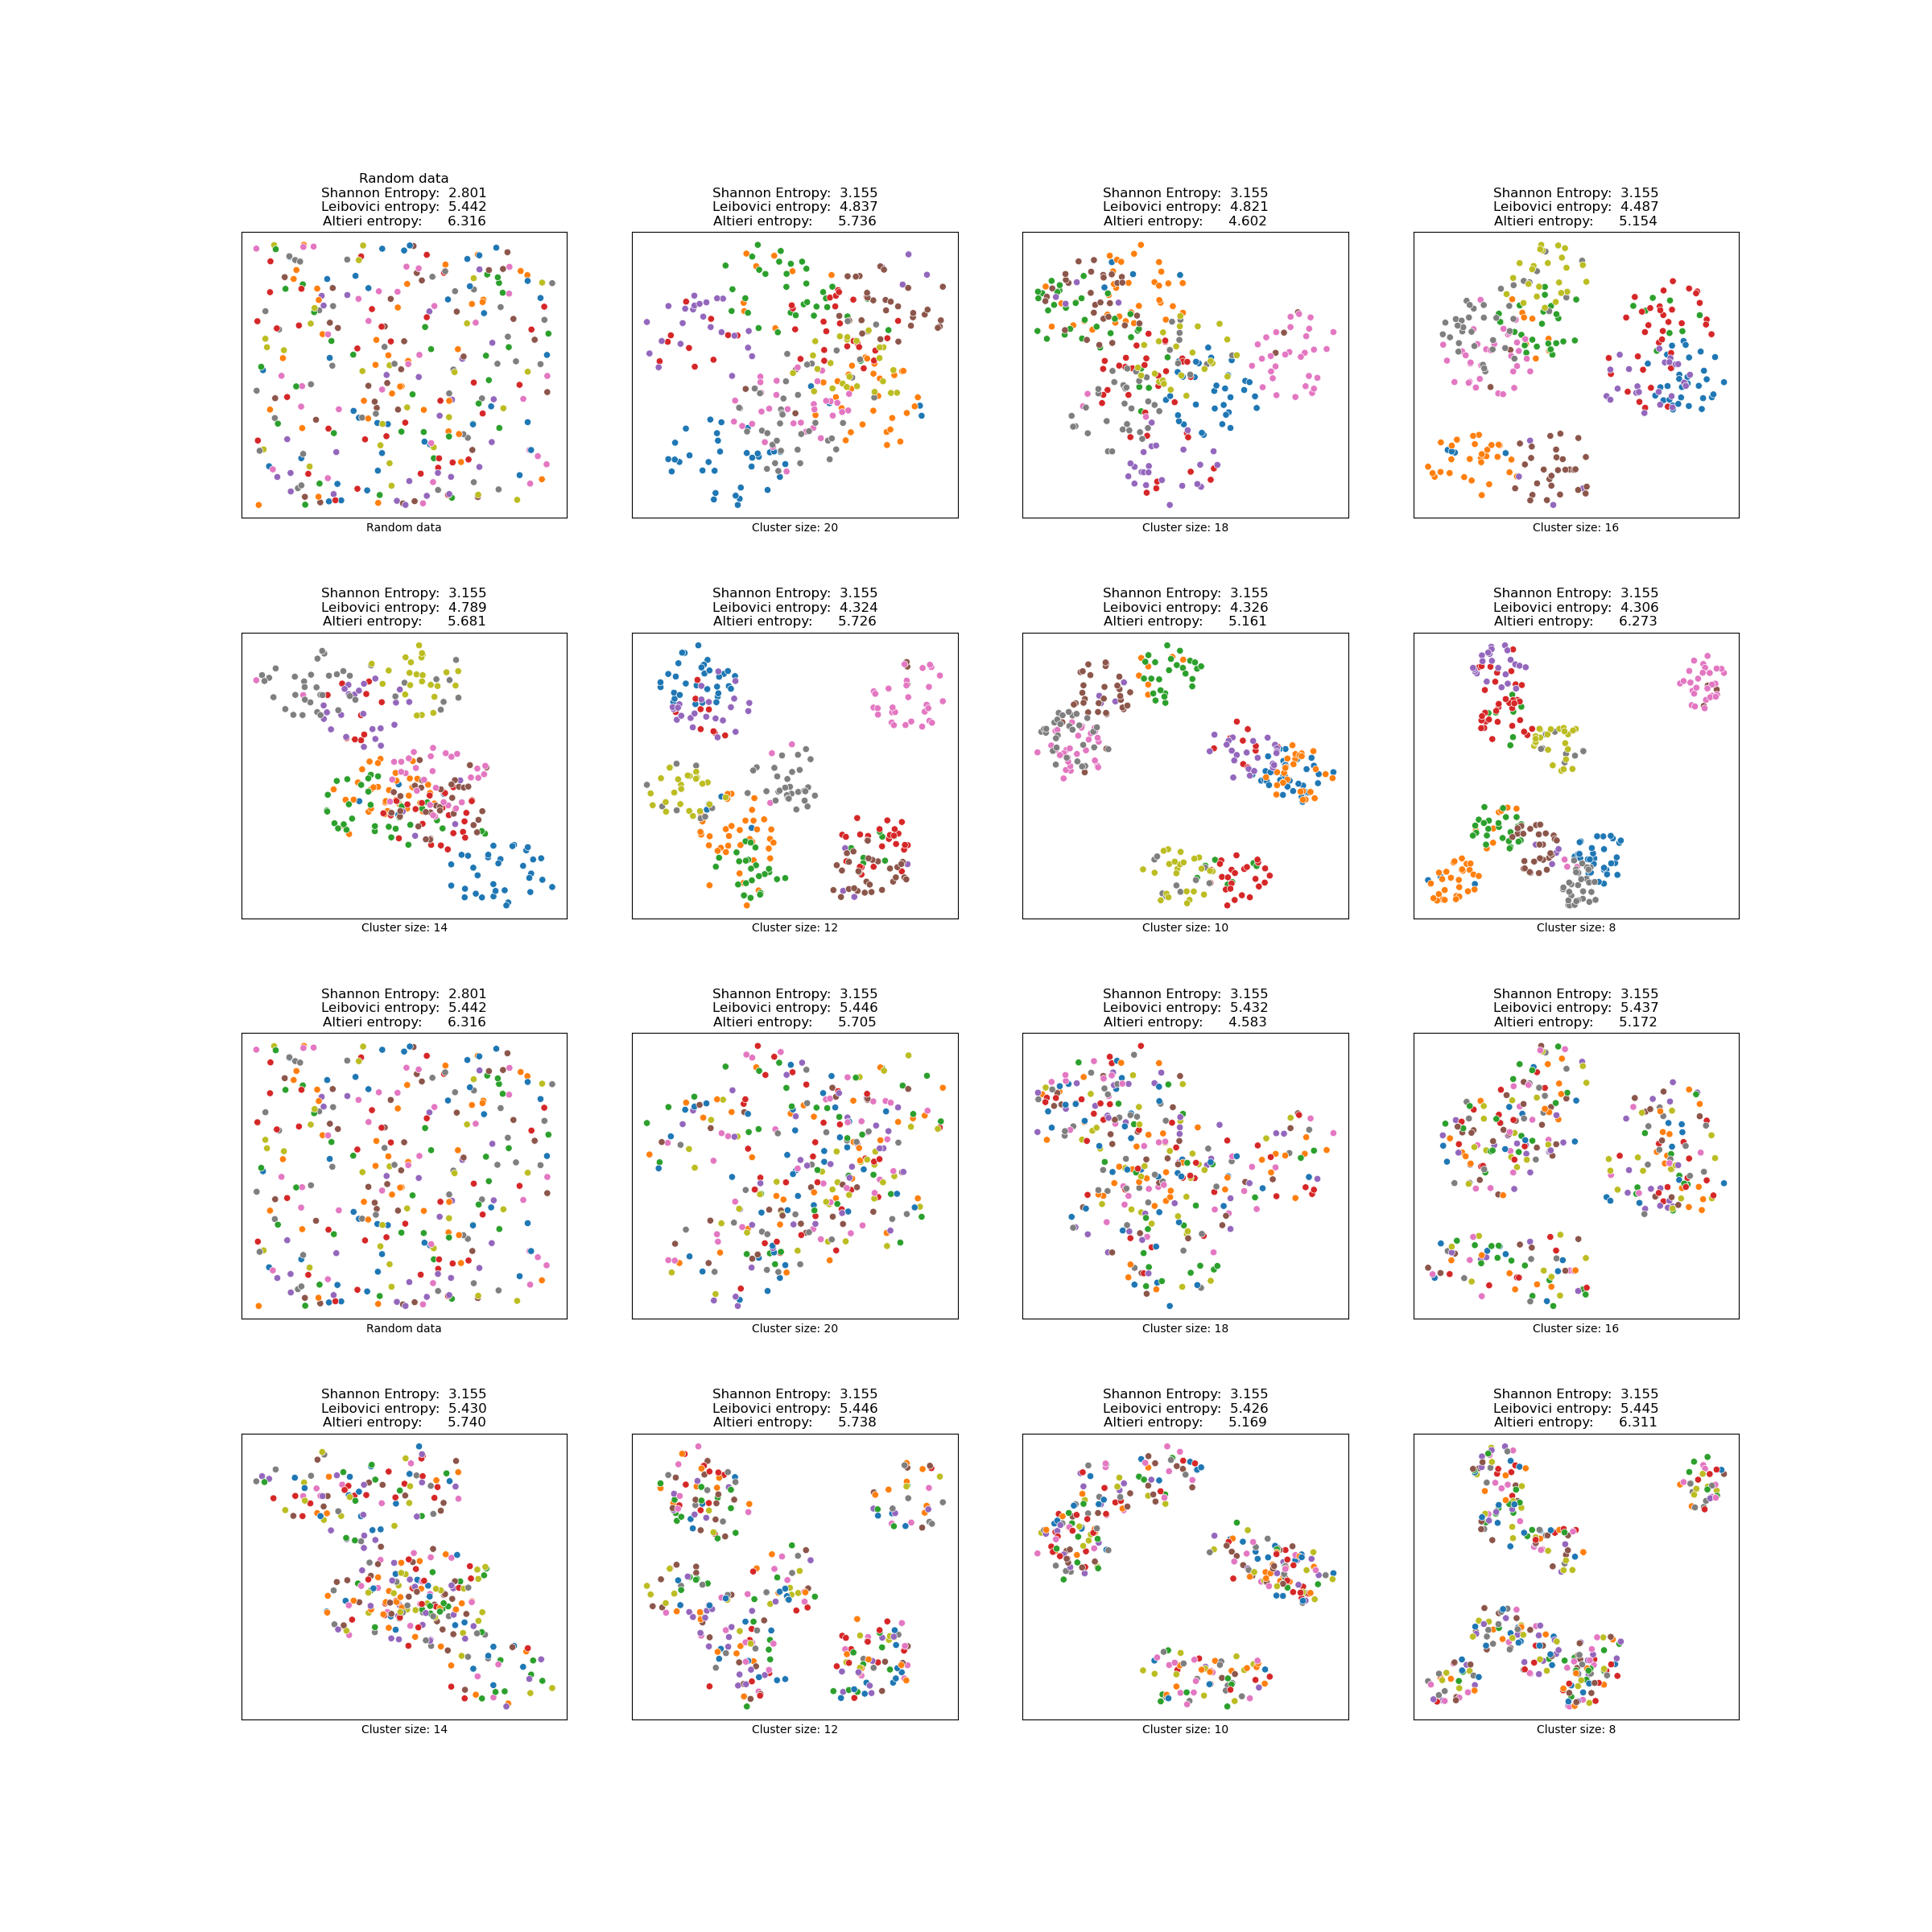 Random data
Shannon Entropy: 2.801
Leibovici entropy: 5.442
Altieri entropy: 6.316
Random data
Shannon Entropy: 3.155
Leibovici entropy: 4.837
Altieri entropy: 5.736
Cluster size: 20
Shannon Entropy: 3.155
Leibovici entropy: 4.821
Altieri entropy: 4.602
Cluster size: 18
Shannon Entropy: 3.155
Leibovici entropy: 4.487
Altieri entropy: 5.154
Cluster size: 16
Shannon Entropy: 3.155
Leibovici entropy: 4.789
Altieri entropy: 5.681
Cluster size: 14
Shannon Entropy: 3.155
Leibovici entropy: 4.324
Altieri entropy: 5.726
Cluster size: 12
Shannon Entropy: 3.155
Leibovici entropy: 4.326
Altieri entropy: 5.161
Cluster size: 10
Shannon Entropy: 3.155
Leibovici entropy: 4.306
Altieri entropy: 6.273
Cluster size: 8
Shannon Entropy: 2.801
Leibovici entropy: 5.442
Altieri entropy: 6.316
Random data
Shannon Entropy: 3.155
Leibovici entropy: 5.446
Altieri entropy: 5.705
Cluster size: 20
Shannon Entropy: 3.155
Leibovici entropy: 5.432
Altieri entropy: 4.583
Cluster size: 18
Shannon Entropy: 3.155
Leibovici entropy: 5.437
Altieri entropy: 5.172
Cluster size: 16
Shannon Entropy: 3.155
Leibovici entropy: 5.430
Altieri entropy: 5.740
Cluster size: 14
Shannon Entropy: 3.155
Leibovici entropy: 5.446
Altieri entropy: 5.738
Cluster size: 12
Shannon Entropy: 3.155
Leibovici entropy: 5.426
Altieri entropy: 5.169
Cluster size: 10
Shannon Entropy: 3.155
Leibovici entropy: 5.445
Altieri entropy: 6.311
Cluster size: 8